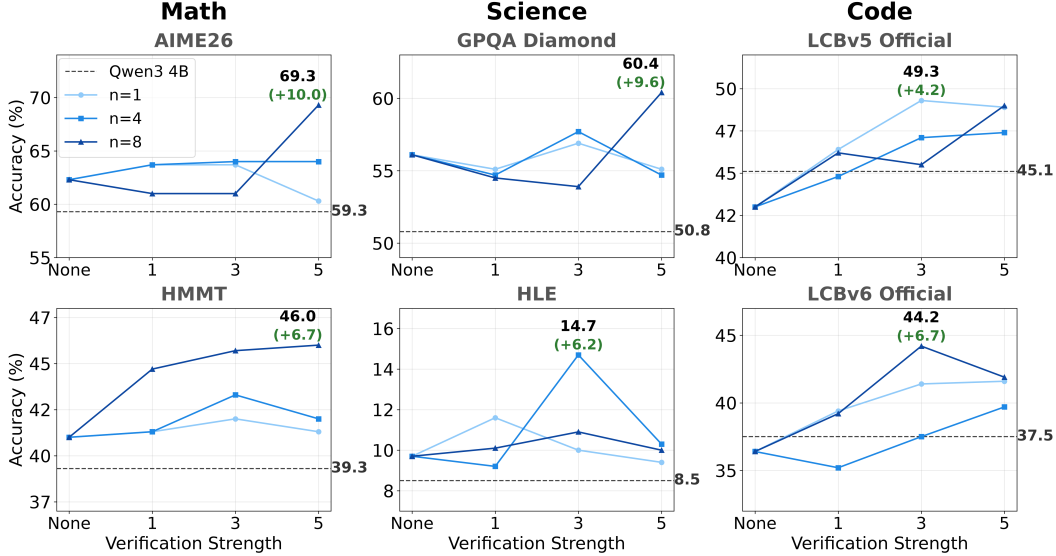 Math
Science
Code
AIME26
GPQA Diamond
LCBv5 Official
Accuracy (%)
70
65
60
55
Qwen3 4B
n=1
n=4
n=8
69.3
(+10.0)
59.3
None
1
3
5
60
55
50
60.4
(+9.6)
50.8
None
1
3
5
50
47
45
42
40
49.3
(+4.2)
45.1
None
1
3
5
HMMT
HLE
LCBv6 Official
Accuracy (%)
47
45
42
40
37
46.0
(+6.7)
39.3
None
1
3
5
Verification Strength
16
14
12
10
8
14.7
(+6.2)
8.5
None
1
3
5
Verification Strength
45
40
35
44.2
(+6.7)
37.5
None
1
3
5
Verification Strength